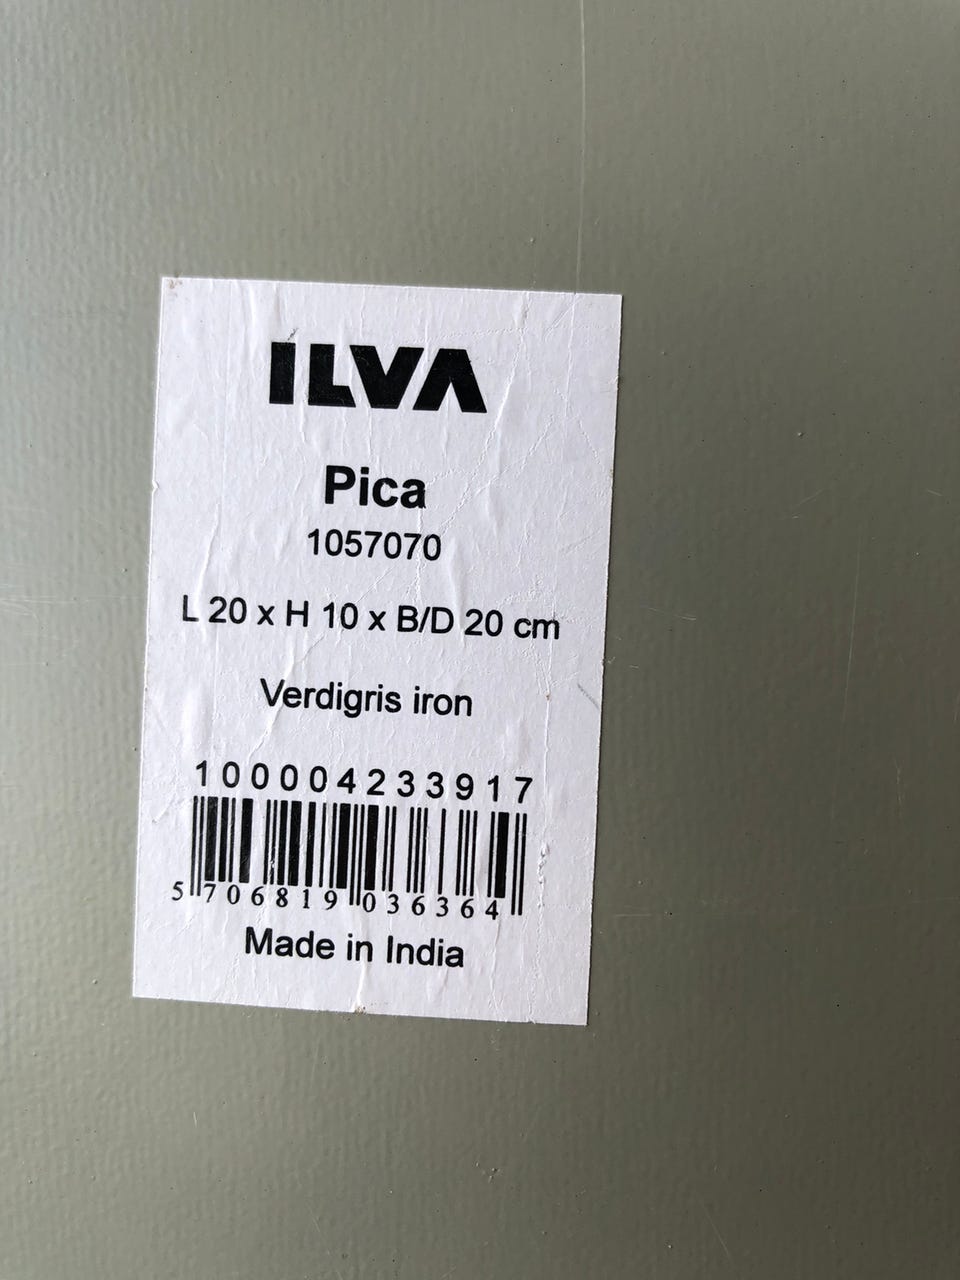 ILVA
Pica
1057070
L 20 x H 10 x B/D 20 cm
Verdigris iron
100004233917
5 706819 036364
Made in India